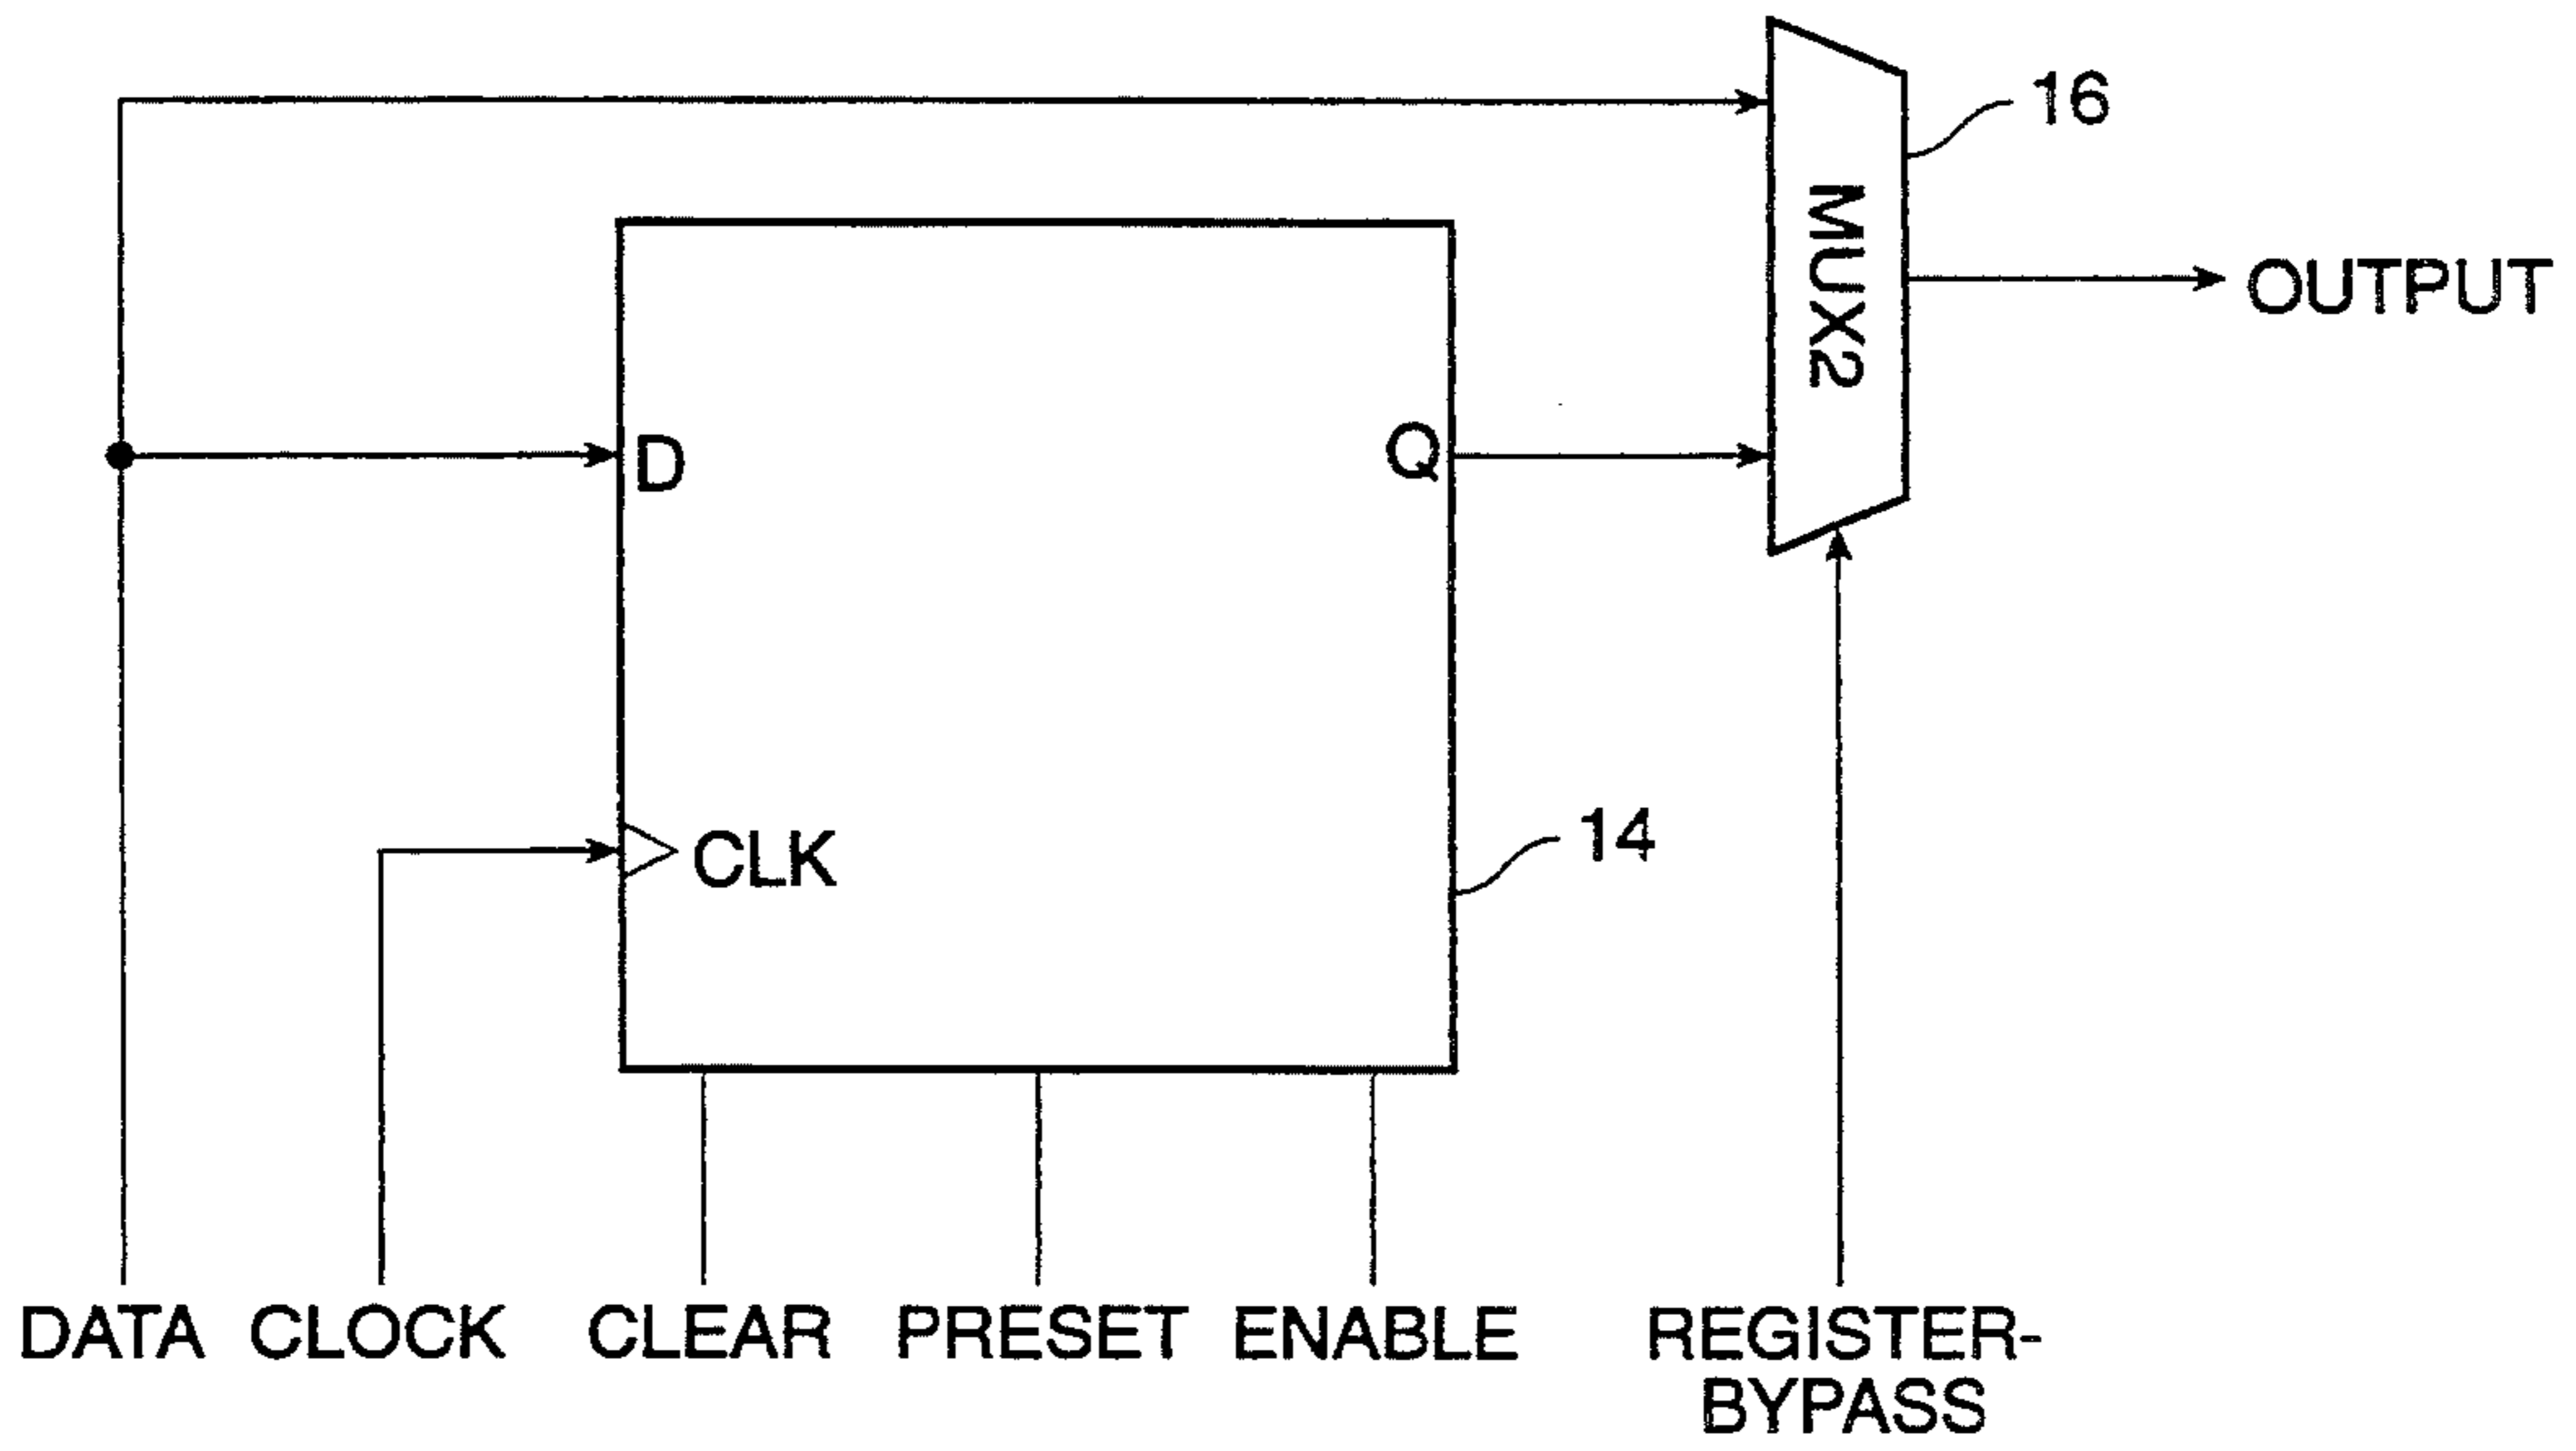 16
MUX2
OUTPUT
D
Q
CLK
14
DATA CLOCK CLEAR PRESET ENABLE REGISTER-
BYPASS